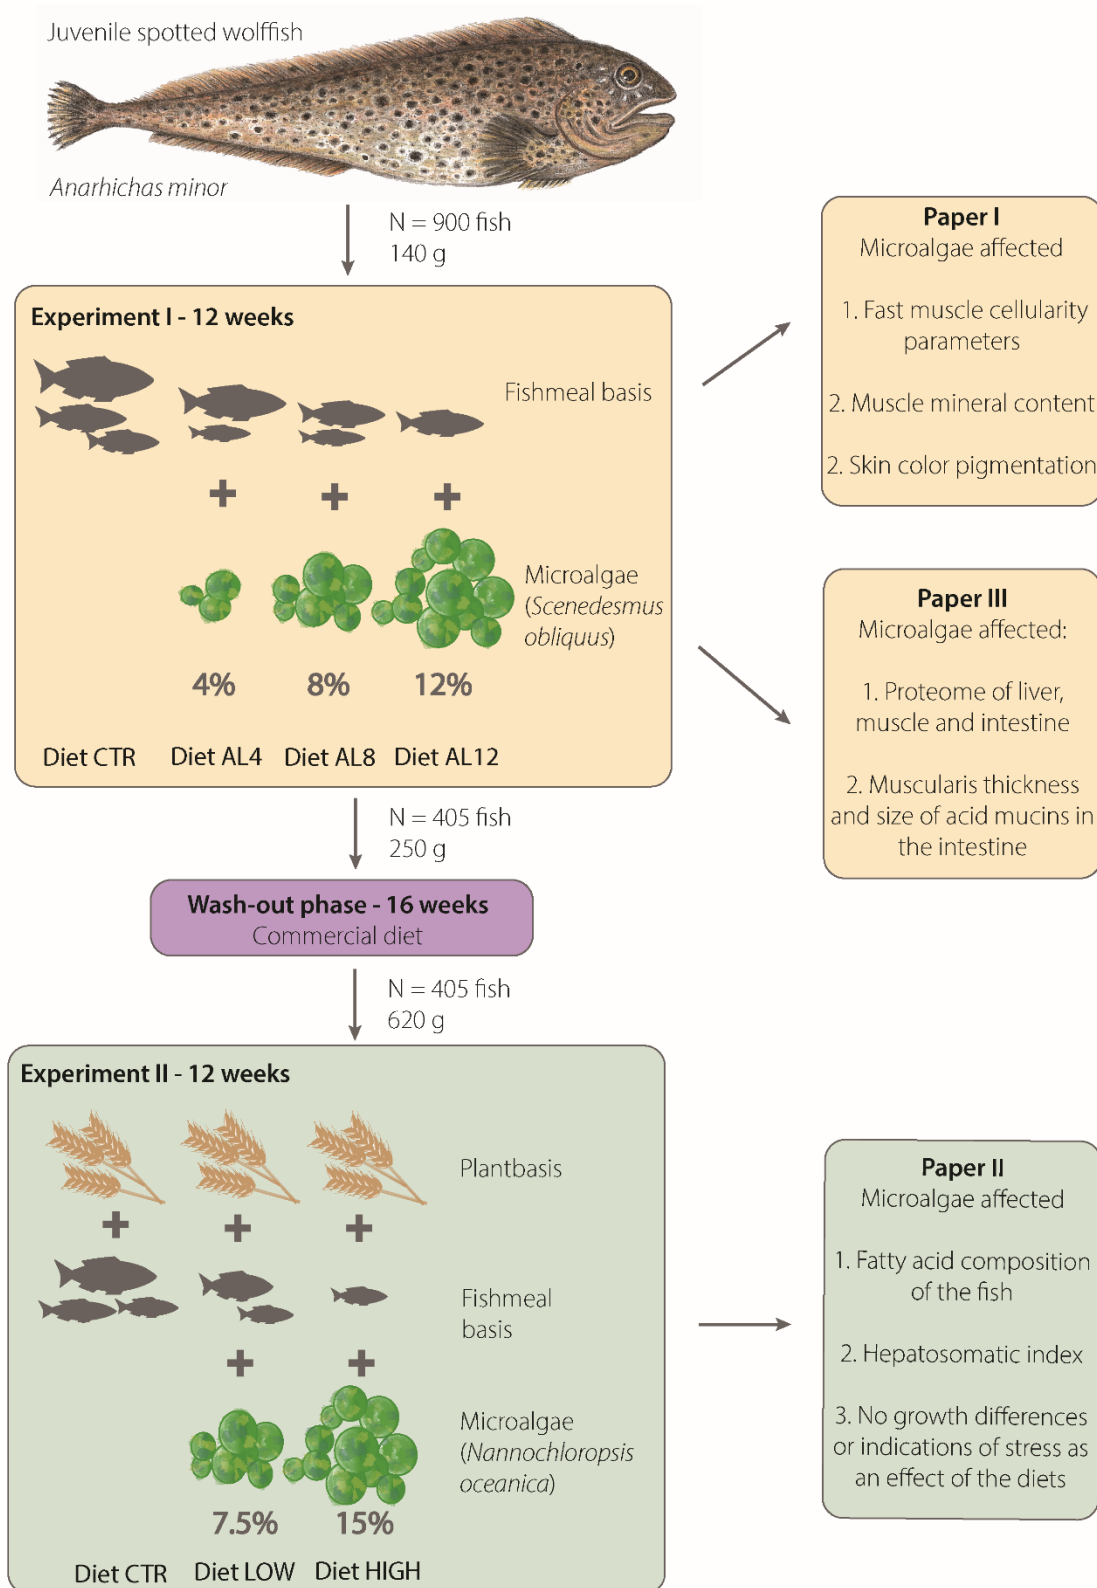 Juvenile spotted wolffish
Anarhichas minor
N = 900 fish
140 g
Experiment I - 12 weeks
Fishmeal basis
Microalgae
(Scenedesmus
obliquus)
4%
8%
12%
Diet CTR
Diet AL4
Diet AL8
Diet AL12
Paper I
Microalgae affected
1. Fast muscle cellularity
parameters
2. Muscle mineral content
2. Skin color pigmentation
Paper III
Microalgae affected:
1. Proteome of liver,
muscle and intestine
2. Muscularis thickness
and size of acid mucins in
the intestine
N = 405 fish
250 g
Wash-out phase - 16 weeks
Commercial diet
N = 405 fish
620 g
Experiment II - 12 weeks
Plantbasis
Fishmeal
basis
Microalgae
(Nannochloropsis
oceanica)
7.5%
15%
Diet CTR
Diet LOW
Diet HIGH
Paper II
Microalgae affected
1. Fatty acid composition
of the fish
2. Hepatosomatic index
3. No growth differences
or indications of stress as
an effect of the diets